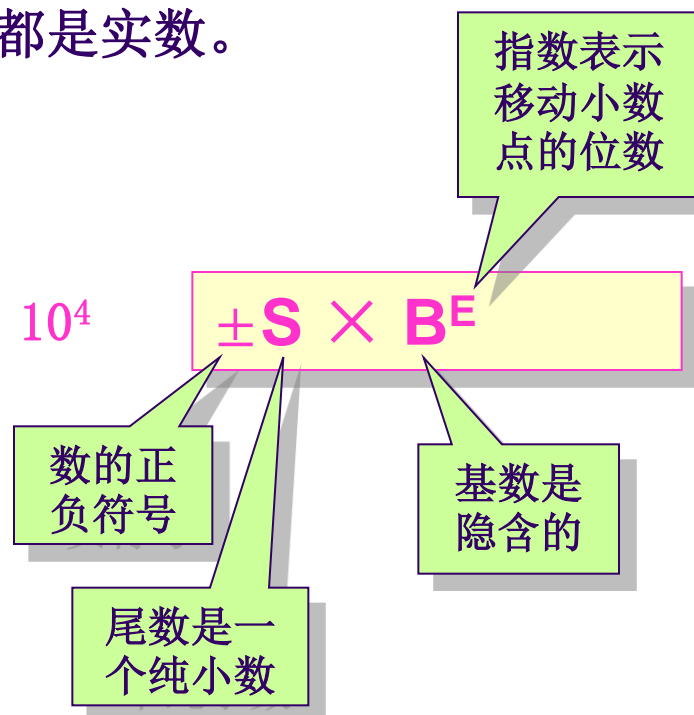 都是实数。
指数表示
移动小数
点的位数
10⁴
±S × Bᴱ
数的正
负符号
基数是
隐含的
尾数是一
个纯小数